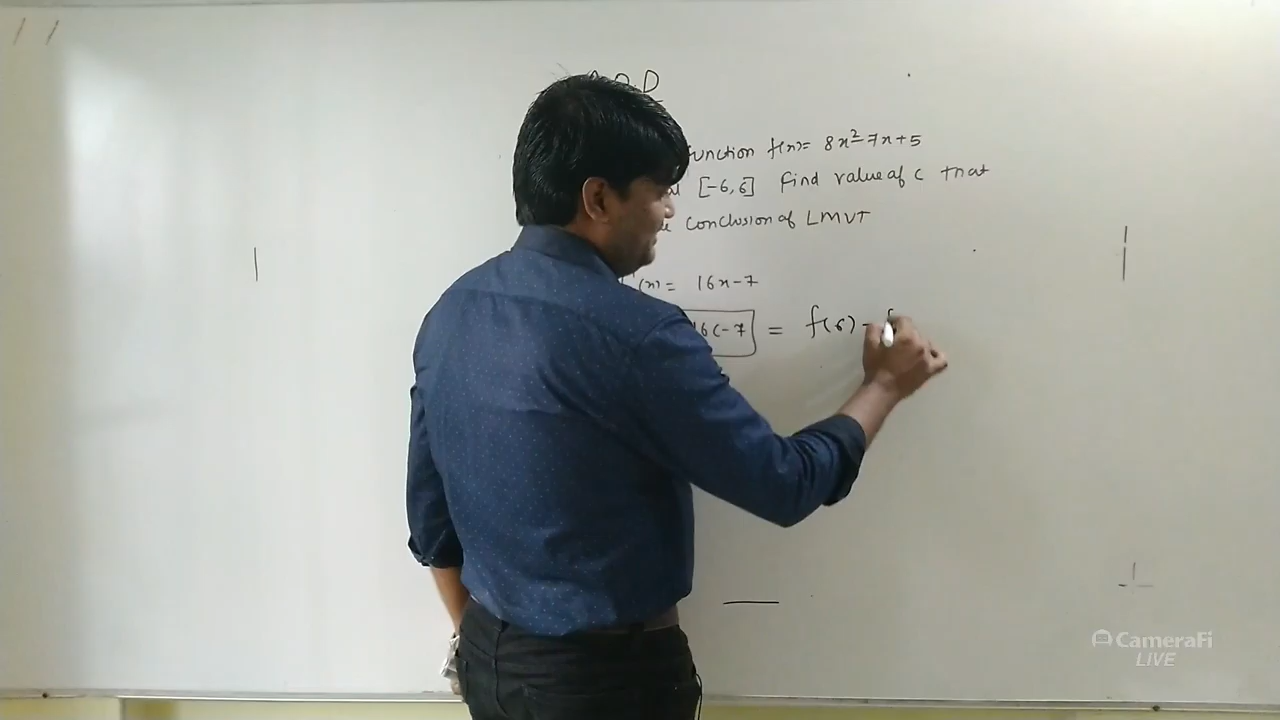 unction f(x)= 8x²-7x+5
[-6,6] Find value of c that
conclusion of LMVT
(x)= 16x-7
16c-7 = f(6) -
CameraFi
LIVE